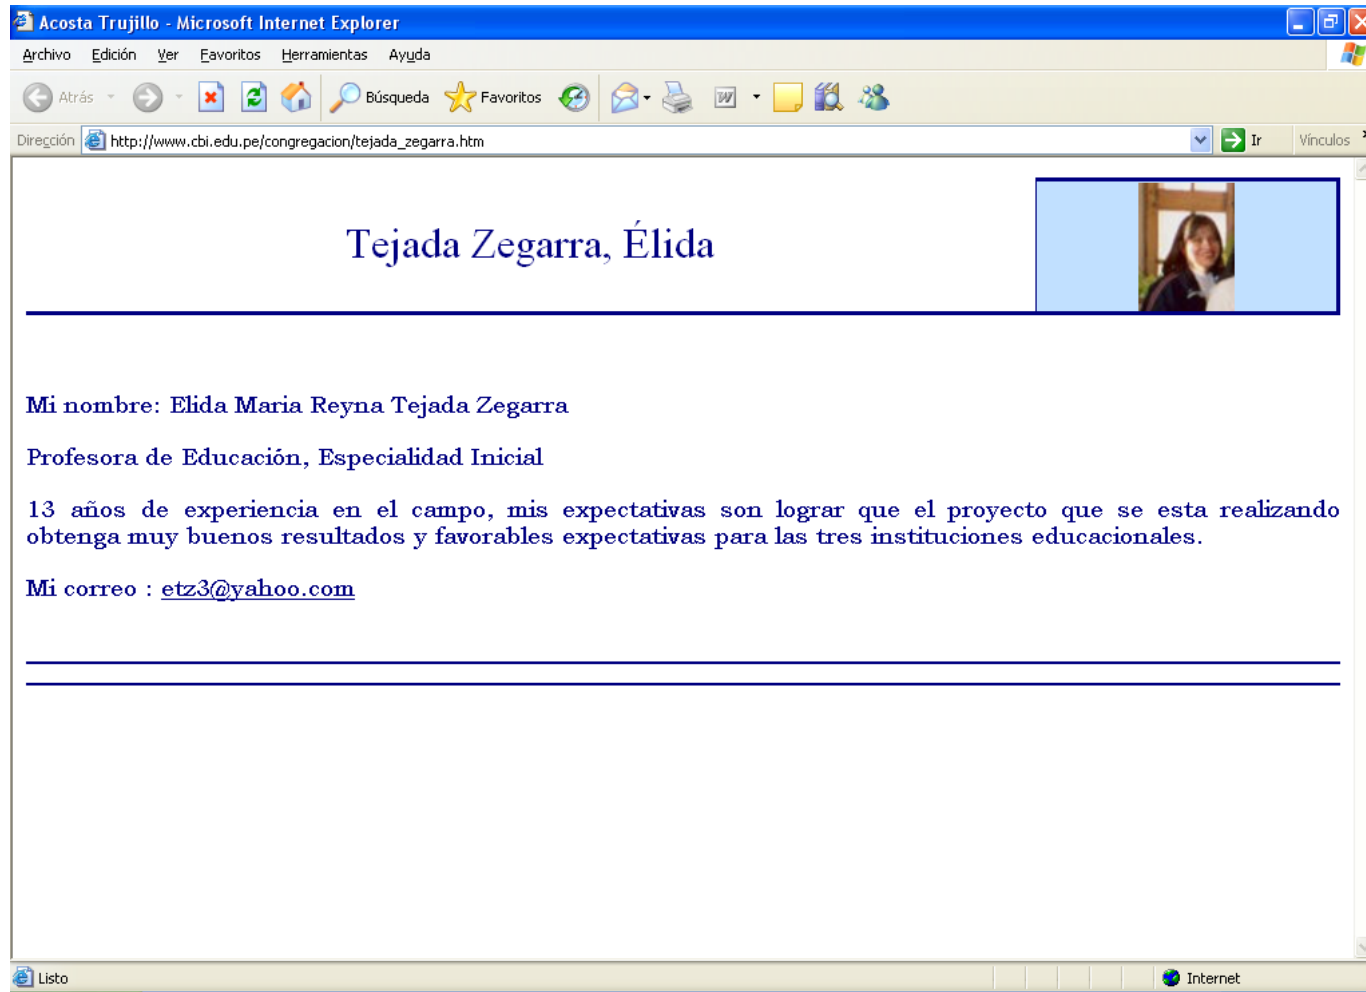 Acosta Trujillo - Microsoft Internet Explorer
Archivo Edición Ver Favoritos Herramientas Ayuda
Atrás Búsqueda Favoritos
Dirección http://www.cbi.edu.pe/congregacion/tejada_zegarra.htm Ir Vínculos
Tejada Zegarra, Élida
Mi nombre: Elida Maria Reyna Tejada Zegarra
Profesora de Educación, Especialidad Inicial
13 años de experiencia en el campo, mis expectativas son lograr que el proyecto que se esta realizando
obtenga muy buenos resultados y favorables expectativas para las tres instituciones educacionales.
Mi correo : etz3@yahoo.com
Listo Internet